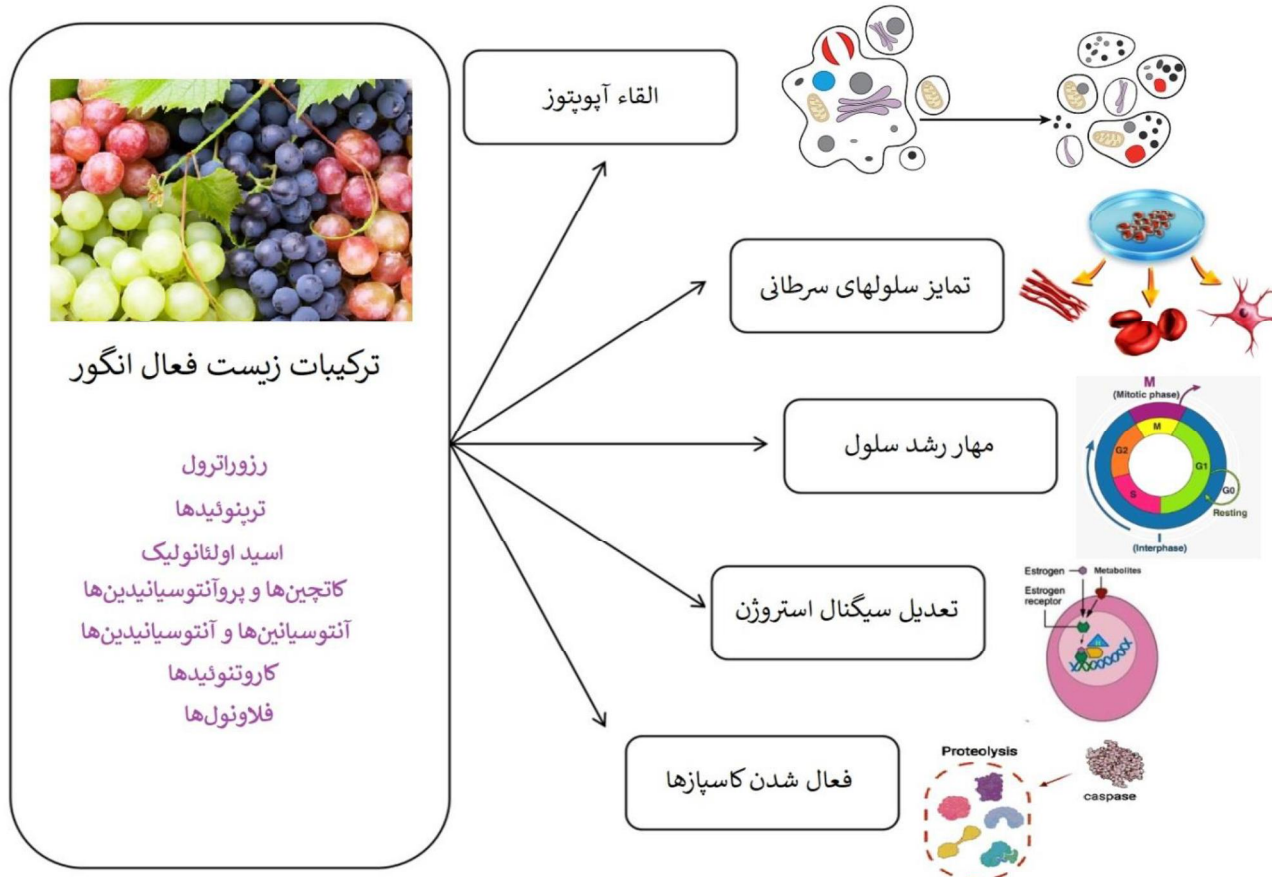 ترکیبات زیست فعال انگور
رزوراترول
ترپنوئیدها
اسید اولئانولیک
کاتچین‌ها و پروآنتوسیانیدین‌ها
آنتوسیانین‌ها و آنتوسیانیدین‌ها
کاروتنوئیدها
فلاونول‌ها
القاء آپوپتوز
تمایز سلولهای سرطانی
مهار رشد سلول
M
(Mitotic phase)
M
G2
G1
S
G0
Resting
I
(Interphase)
تعدیل سیگنال استروژن
Estrogen
Metabolites
Estrogen
receptor
فعال شدن کاسپازها
Proteolysis
caspase